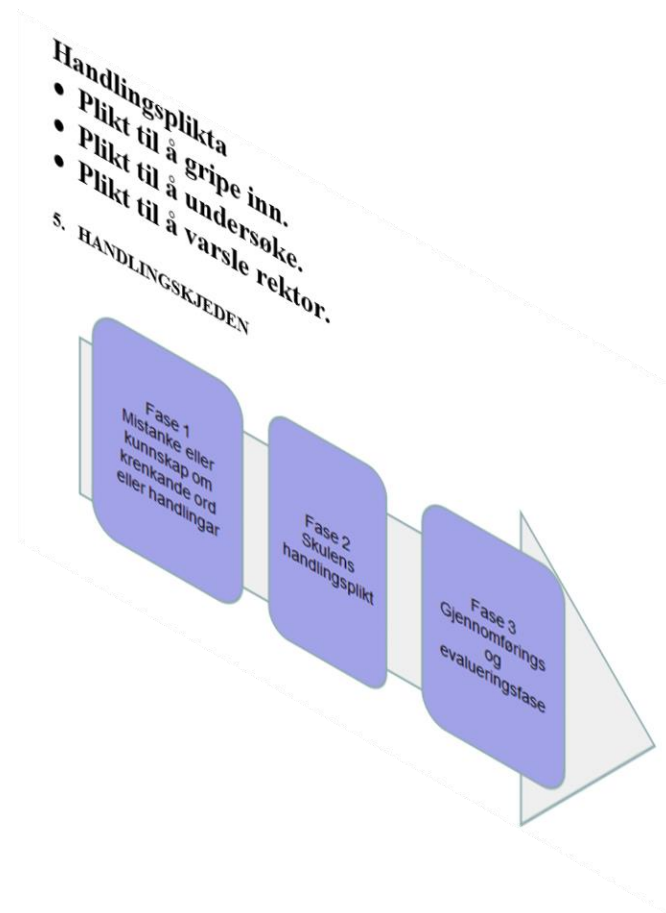 Handlingsplikta
• Plikt til å gripe inn.
• Plikt til å undersøke.
• Plikt til å varsle rektor.
5. HANDLINGSKJEDEN
Fase 1
Mistanke eller
kunnskap om
krenkande ord
eller handlingar
Fase 2
Skulens
handlingsplikt
Fase 3
Gjennomførings
og
evalueringsfase